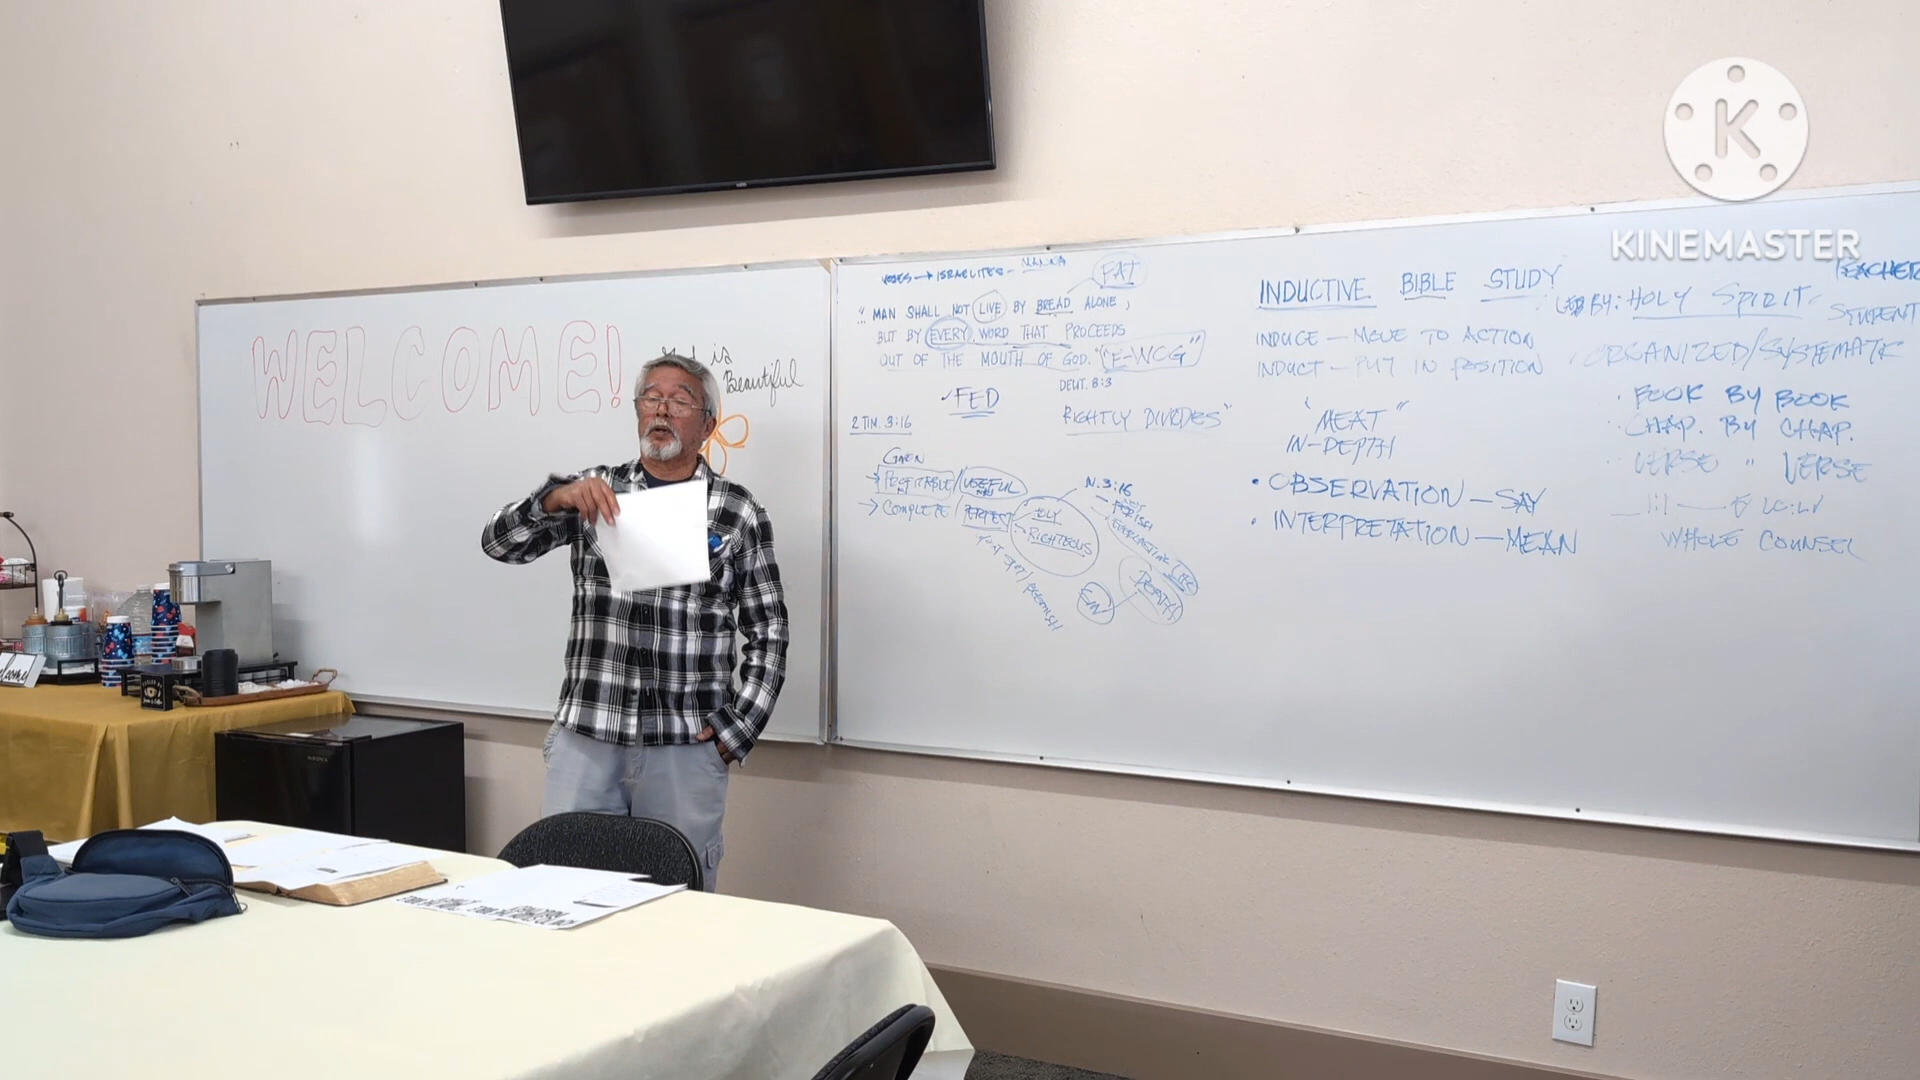 KINEMASTER
WELCOME!
is
Beautiful
ISRAELITES - MANNA
"MAN SHALL NOT LIVE BY BREAD ALONE,
BUT BY EVERY WORD THAT PROCEEDS
OUT OF THE MOUTH OF GOD." "E-WCG"
DEUT. 8:3
FED
RIGHTLY DIVIDES"
2 TIM. 3:16
GIVEN
→ PROFITABLE / USEFUL
→ COMPLETE / PERFECT
HOLY
RIGHTEOUS
3:16
PERISH
EVERLASTING
SIN
DEATH
INDUCTIVE BIBLE STUDY
INDUCE — MOVE TO ACTION
INDUCT — PUT IN POSITION
"MEAT"
IN-DEPTH
• OBSERVATION — SAY
• INTERPRETATION — MEAN
TEACHER
BY: HOLY SPIRIT
STUDENT
ORGANIZED/SYSTEMATIC
• BOOK BY BOOK
CHAP. BY CHAP.
VERSE " VERSE
WHOLE COUNSEL